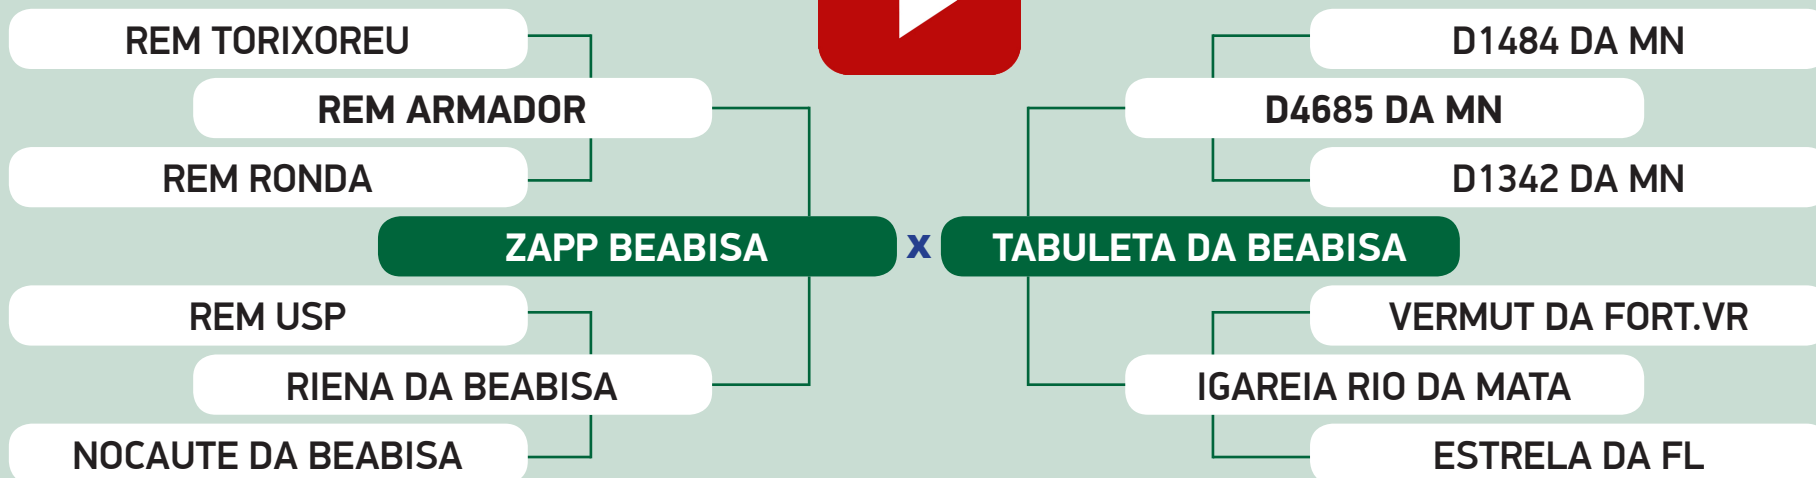 REM TORIXOREU
D1484 DA MN
REM ARMADOR
D4685 DA MN
REM RONDA
D1342 DA MN
ZAPP BEABISA x TABULETA DA BEABISA
REM USP
VERMUT DA FORT.VR
RIENA DA BEABISA
IGAREIA RIO DA MATA
NOCAUTE DA BEABISA
ESTRELA DA FL